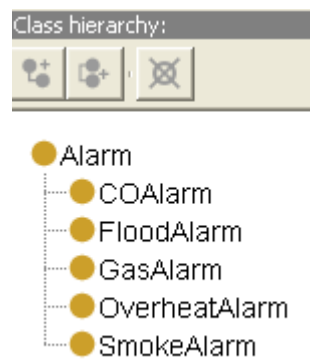 Class hierarchy:
Alarm
COAlarm
FloodAlarm
GasAlarm
OverheatAlarm
SmokeAlarm